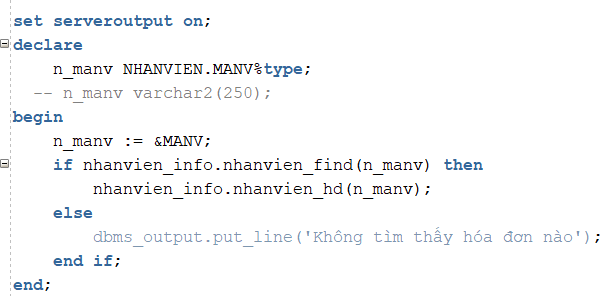 set serveroutput on;
declare
n_manv NHANVIEN.MANV%type;
-- n_manv varchar2(250);
begin
n_manv := &MANV;
if nhanvien_info.nhanvien_find(n_manv) then
nhanvien_info.nhanvien_hd(n_manv);
else
dbms_output.put_line('Không tìm thấy hóa đơn nào');
end if;
end;